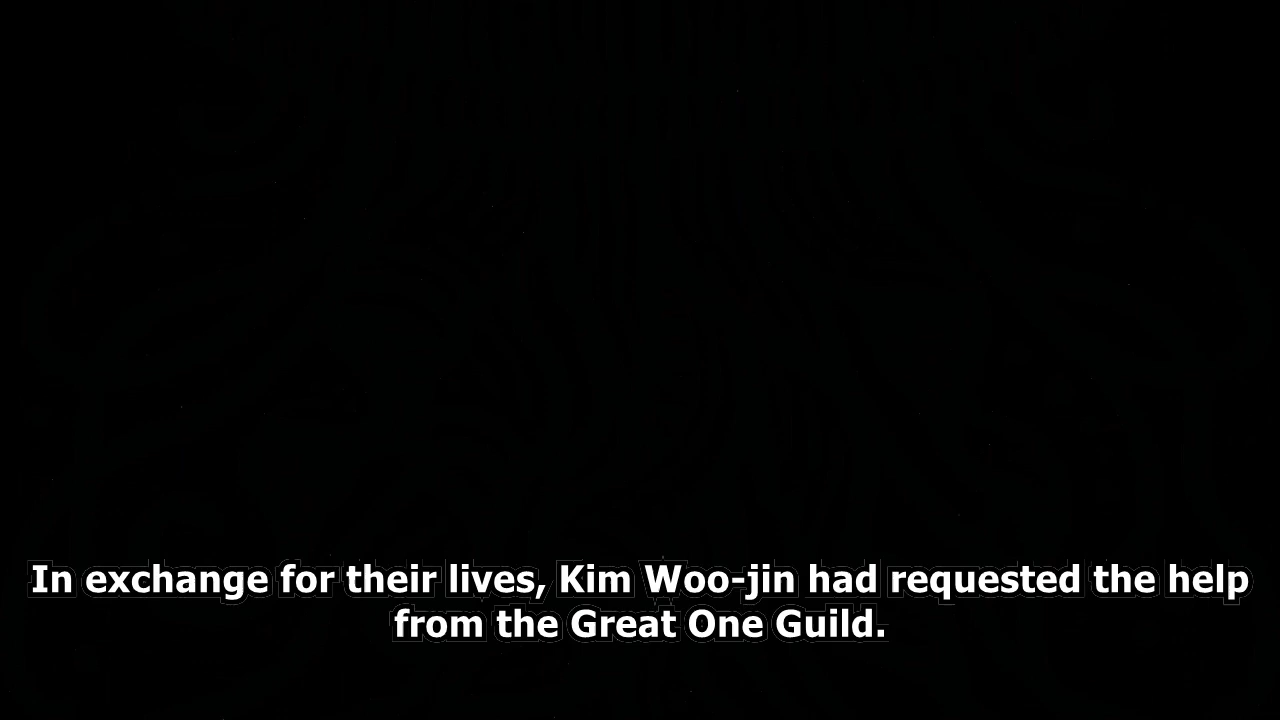 In exchange for their lives, Kim Woo-jin had requested the help
from the Great One Guild.